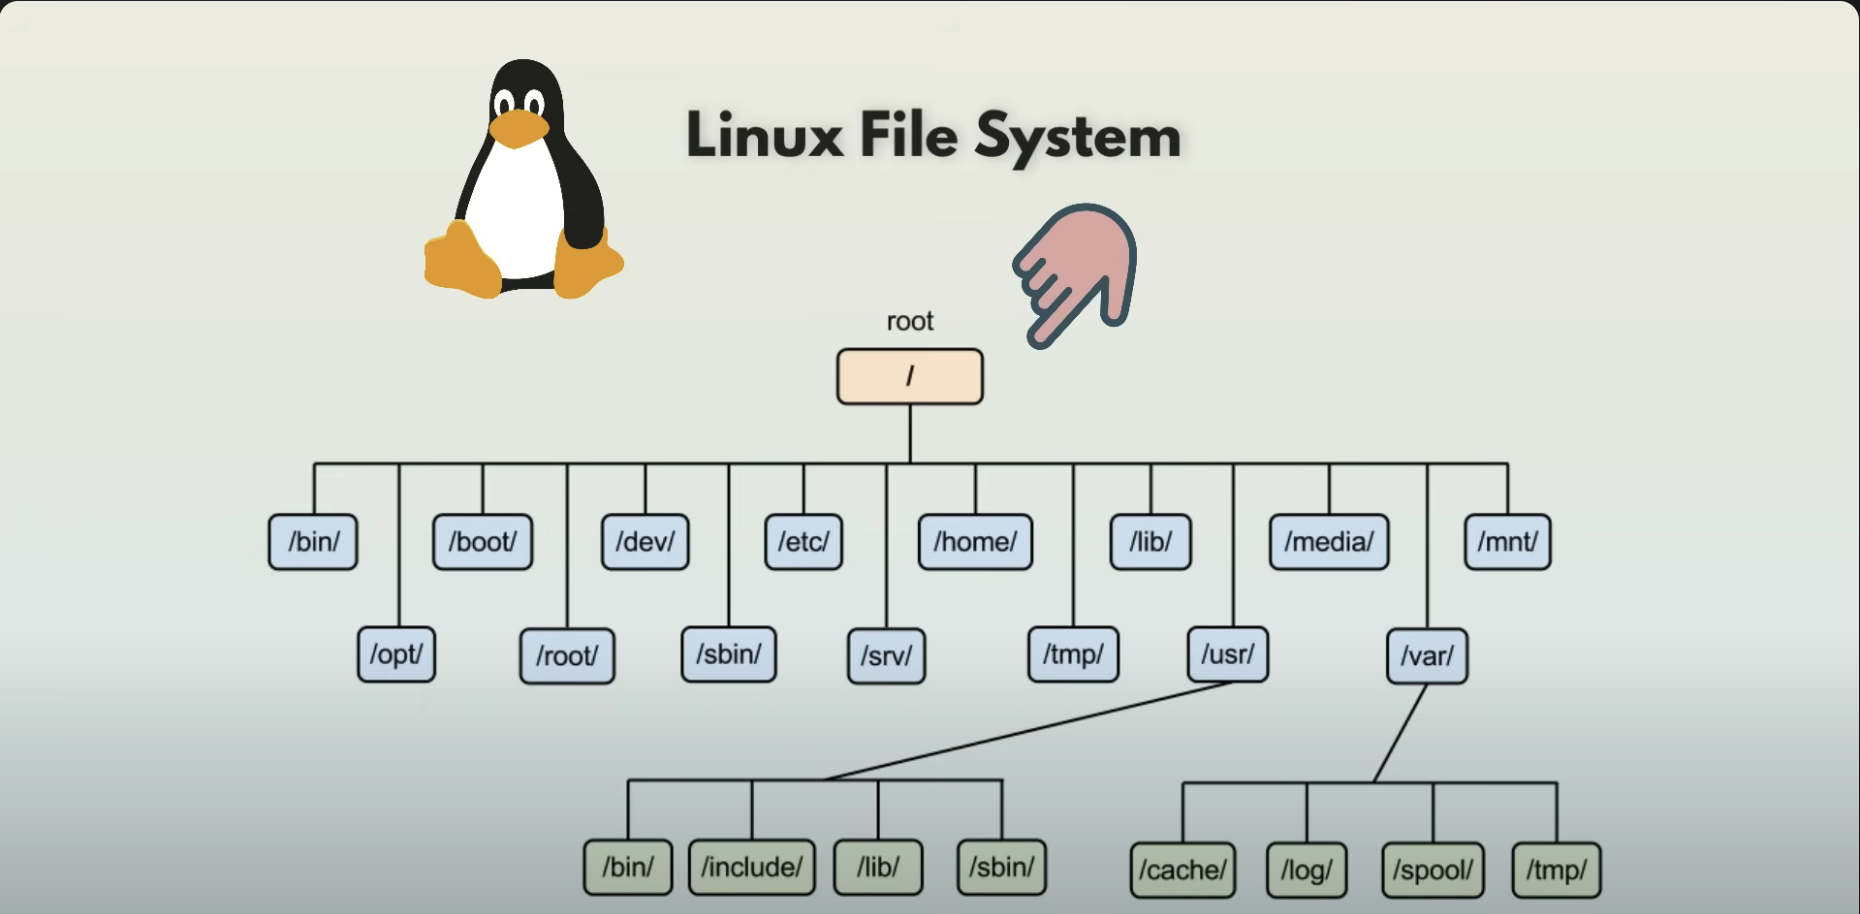 Linux File System
root
/
/bin/
/boot/
/dev/
/etc/
/home/
/lib/
/media/
/mnt/
/opt/
/root/
/sbin/
/srv/
/tmp/
/usr/
/var/
/bin/
/include/
/lib/
/sbin/
/cache/
/log/
/spool/
/tmp/